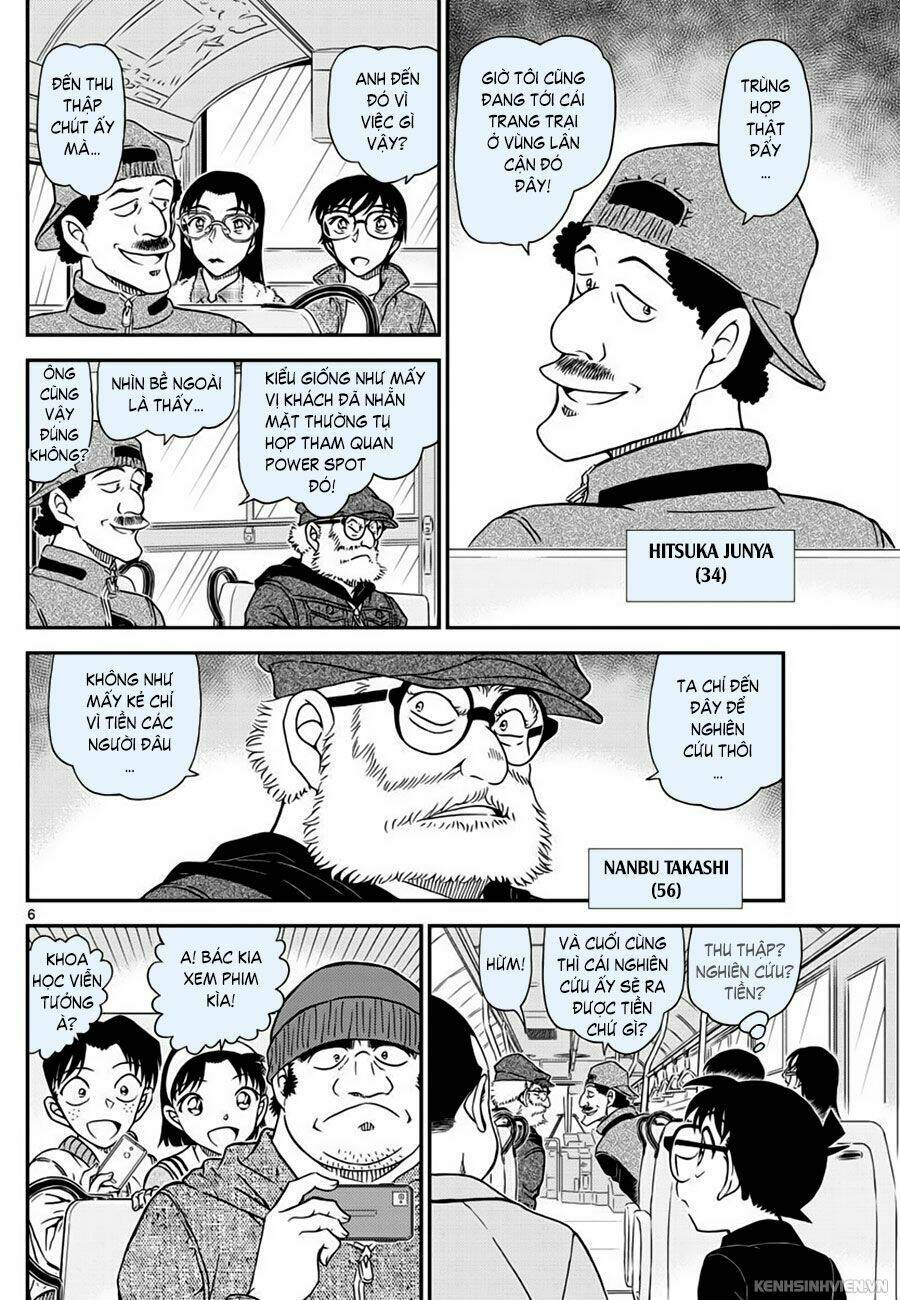 TRÙNG
HỢP
THẬT
ĐẤY
...
GIỜ TÔI CŨNG
ĐANG TỚI CÁI
TRANG TRẠI
Ở VÙNG LÂN
CẬN ĐÓ
ĐÂY!
HITSUKA JUNYA
(34)
ANH ĐẾN
ĐÓ VÌ
VIỆC GÌ
VẬY?
ĐẾN THU
THẬP
CHÚT ẤY
MÀ...
KIỂU GIỐNG NHƯ MẤY
VỊ KHÁCH ĐÃ NHẴN
MẶT THƯỜNG TỤ
HỌP THAM QUAN
POWER SPOT
ĐÓ!
NHÌN BỀ NGOÀI
LÀ THẤY...
ÔNG
CŨNG
VẬY
ĐÚNG
KHÔNG?
TA CHỈ ĐẾN
ĐÂY ĐỂ
NGHIÊN
CỨU THÔI
...
KHÔNG NHƯ
MẤY KẺ CHỈ
VÌ TIỀN CÁC
NGƯỜI ĐÂU
...
NANBU TAKASHI
(56)
6
THU THẬP?
NGHIÊN CỨU?
TIỀN?
VÀ CUỐI CÙNG
THÌ CÁI NGHIÊN
CỨU ẤY SẼ RA
ĐƯỢC TIỀN
CHỨ GÌ?
HỪM!
A! BÁC KIA
XEM PHIM
KÌA!
KHOA
HỌC VIỄN
TƯỞNG
À?
KENHSINHVIEN.VN